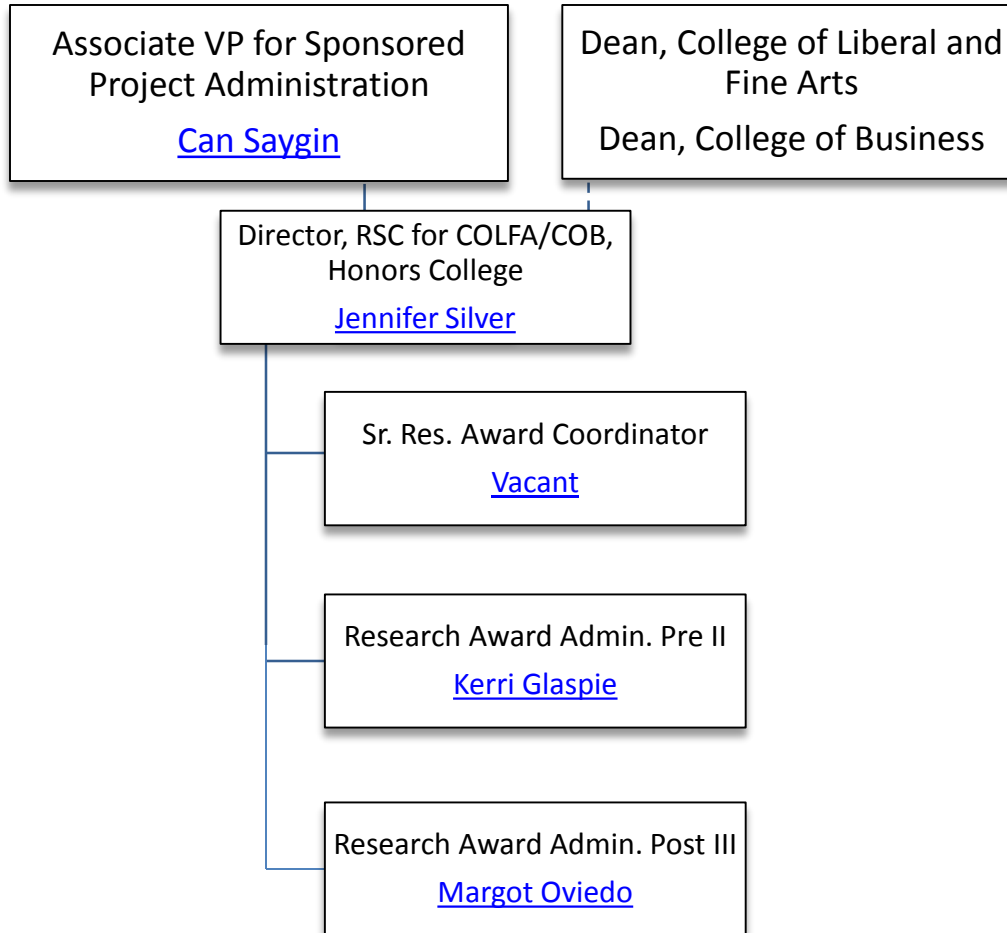 Associate VP for Sponsored
Project Administration
Can Saygin
Dean, College of Liberal and
Fine Arts
Dean, College of Business
Director, RSC for COLFA/COB,
Honors College
Jennifer Silver
Sr. Res. Award Coordinator
Vacant
Research Award Admin. Pre II
Kerri Glaspie
Research Award Admin. Post III
Margot Oviedo